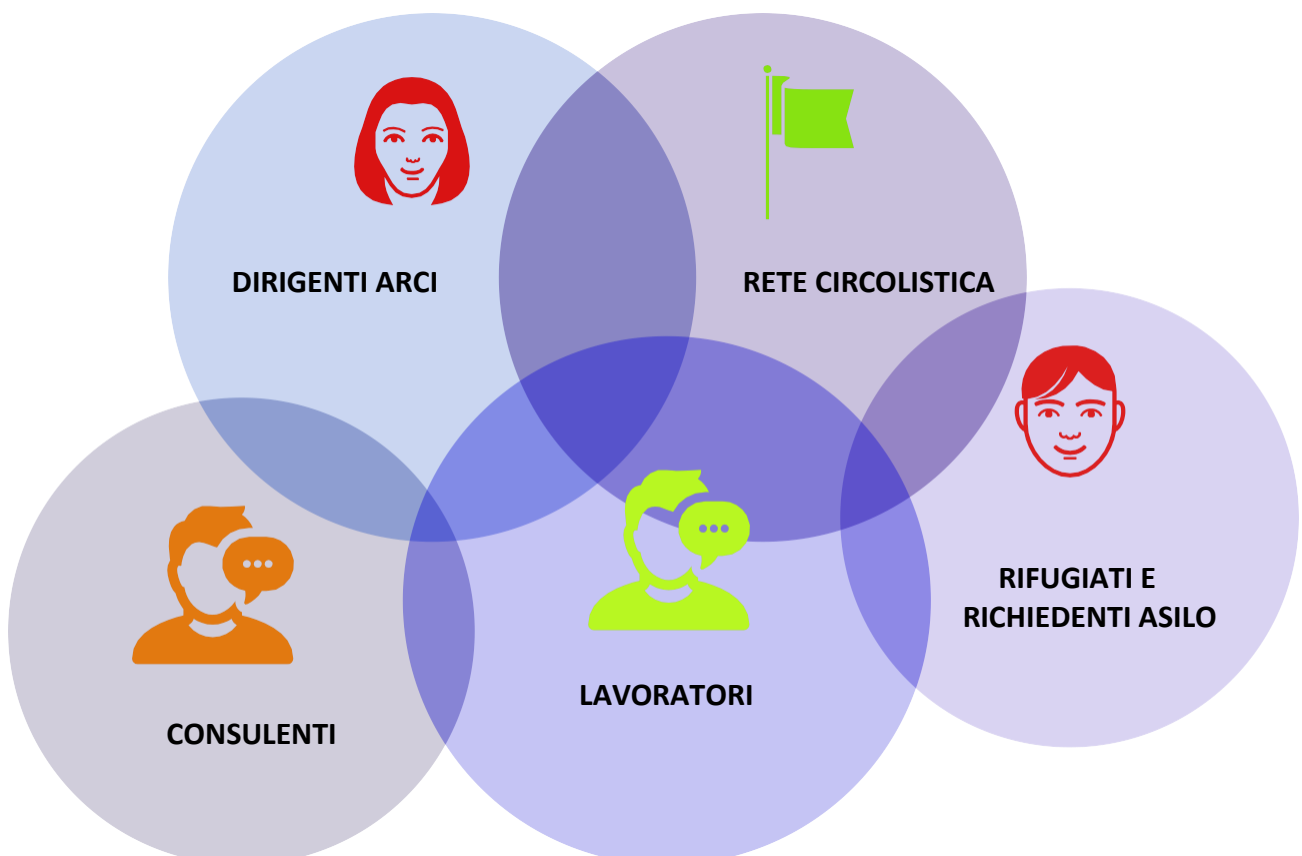 DIRIGENTI ARCI
RETE CIRCOLISTICA
RIFUGIATI E
RICHIEDENTI ASILO
LAVORATORI
CONSULENTI